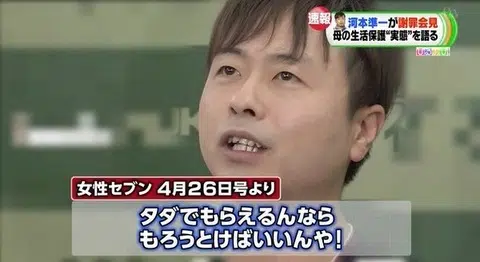 速報
河本準一が謝罪会見
母の生活保護“実態”を語る
女性セブン 4月26日号より
タダでもらえるんなら
もろうとけばいいんや!